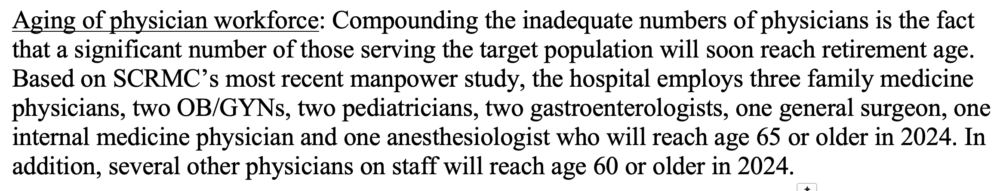 Aging of physician workforce: Compounding the inadequate numbers of physicians is the fact
that a significant number of those serving the target population will soon reach retirement age.
Based on SCRMC’s most recent manpower study, the hospital employs three family medicine
physicians, two OB/GYNs, two pediatricians, two gastroenterologists, one general surgeon, one
internal medicine physician and one anesthesiologist who will reach age 65 or older in 2024. In
addition, several other physicians on staff will reach age 60 or older in 2024.